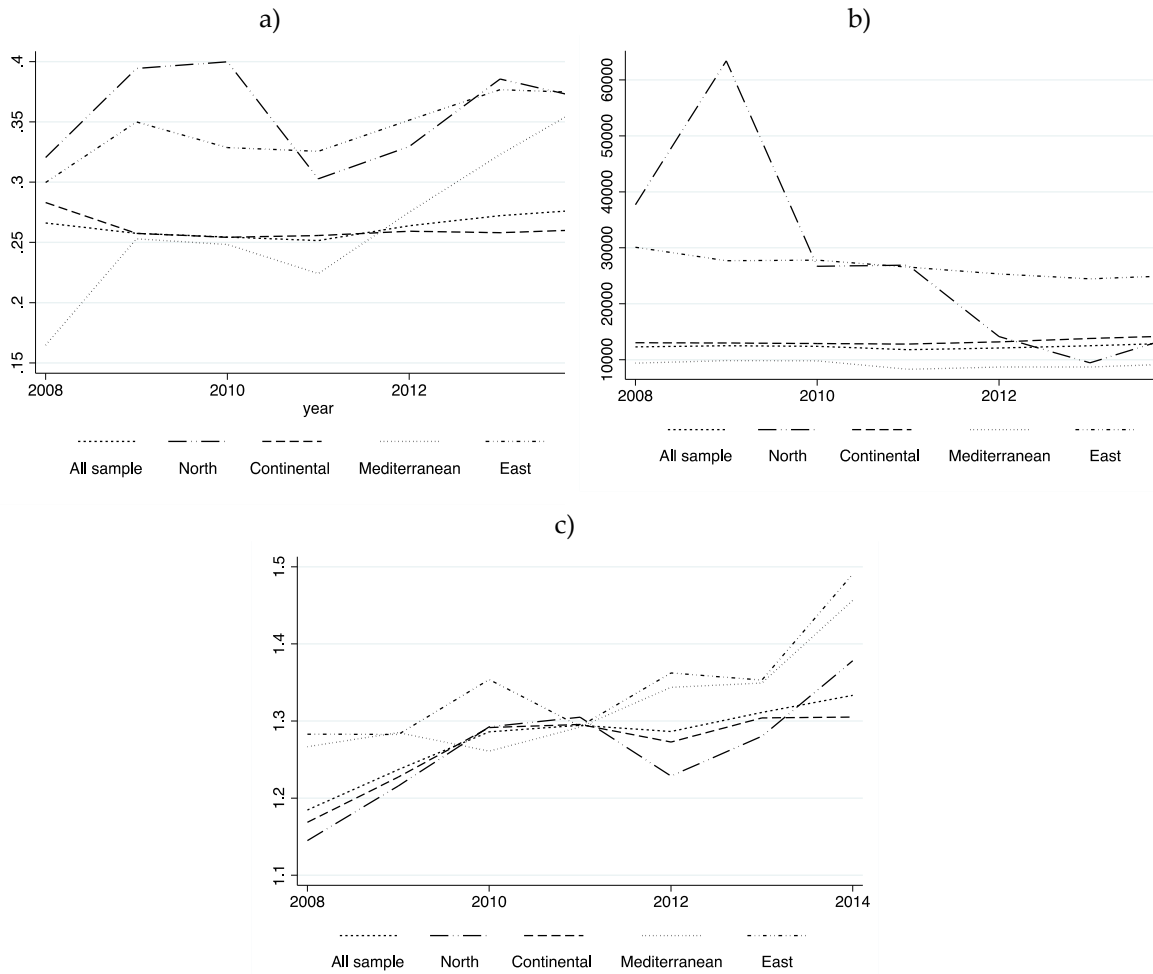 a)
.4
.35
.3
.25
.2
.15
2008 2010 2012
year
All sample North Continental Mediterranean East
b)
60000
50000
40000
30000
20000
10000
2008 2010 2012
All sample North Continental Mediterranean East
c)
1.5
1.4
1.3
1.2
1.1
2008 2010 2012 2014
All sample North Continental Mediterranean East